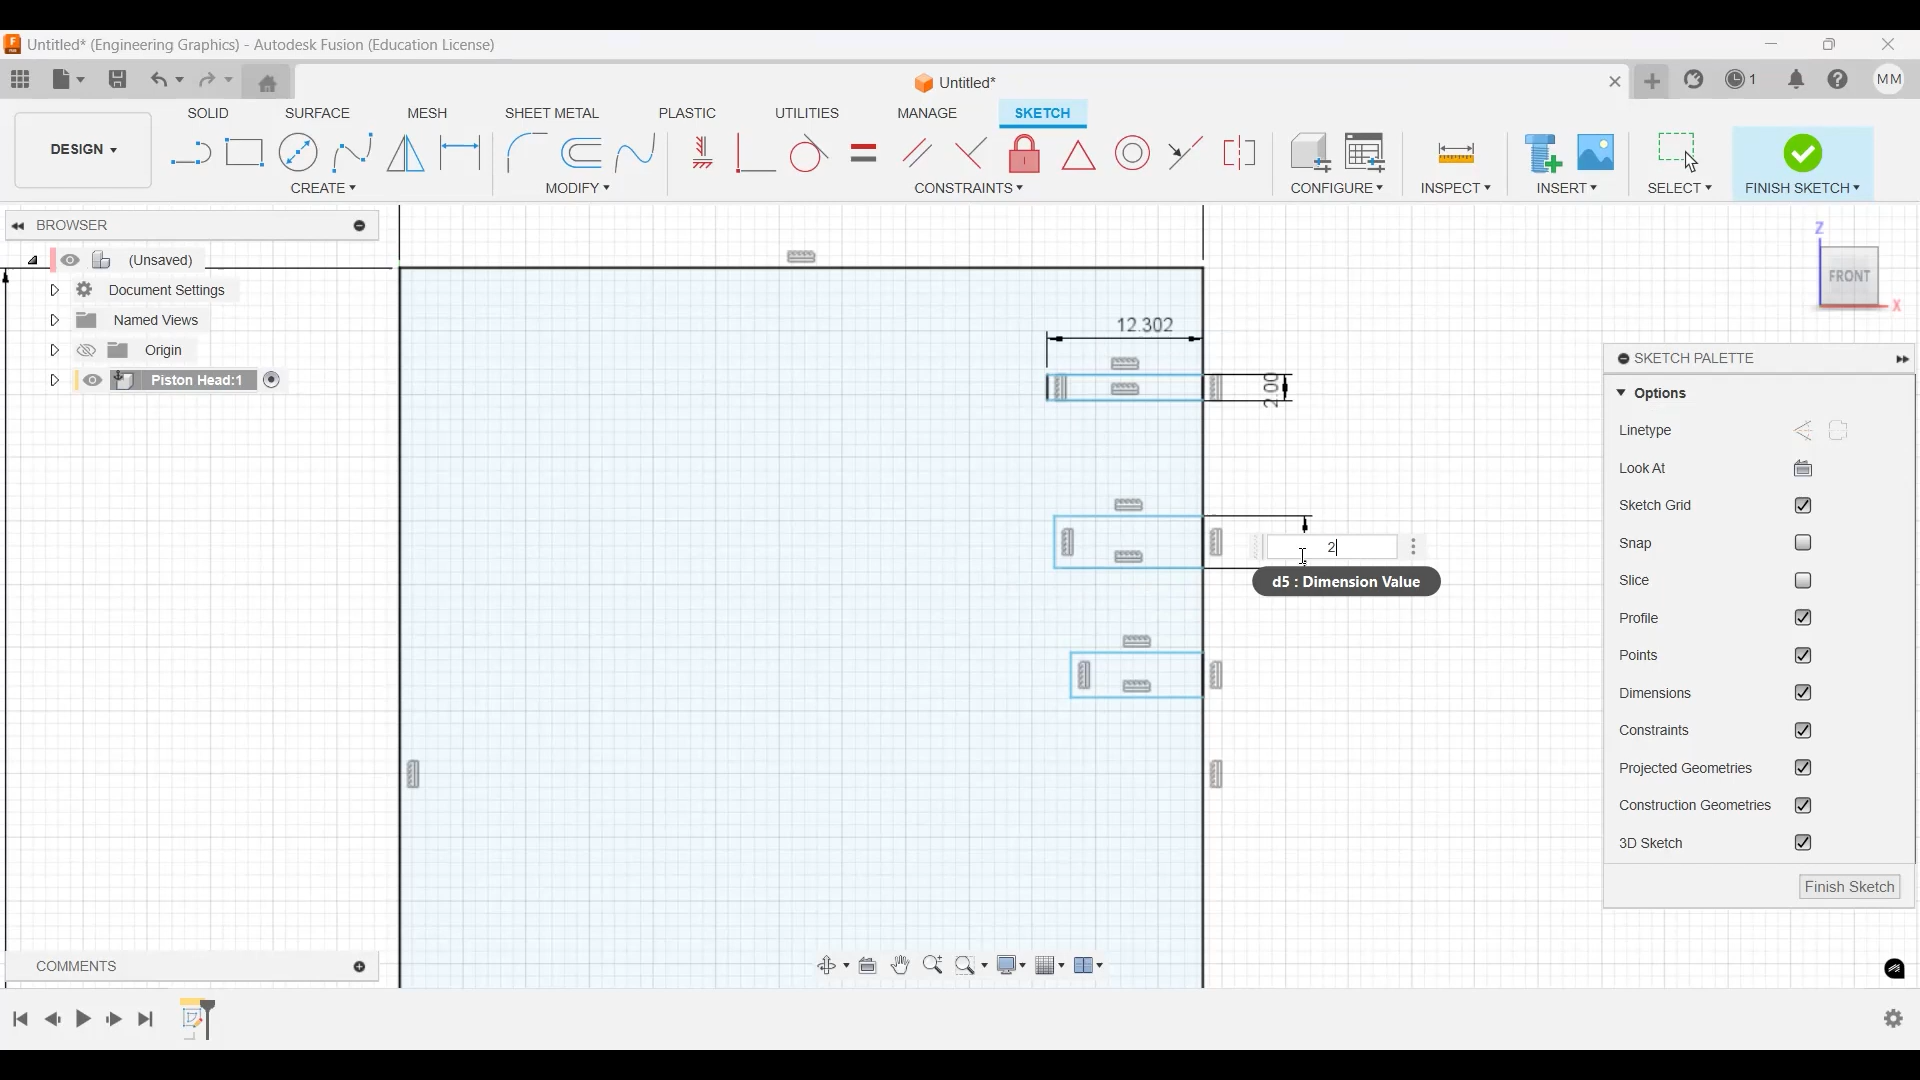 Untitled* (Engineering Graphics) - Autodesk Fusion (Education License)
Untitled*
1
MM
SOLID
SURFACE
MESH
SHEET METAL
PLASTIC
UTILITIES
MANAGE
SKETCH
DESIGN
CREATE
MODIFY
CONSTRAINTS
CONFIGURE
INSPECT
INSERT
SELECT
FINISH SKETCH
BROWSER
(Unsaved)
Document Settings
Named Views
Origin
Piston Head:1
12.302
2.00
2
d5 : Dimension Value
Z
FRONT
X
SKETCH PALETTE
Options
Linetype
Look At
Sketch Grid
Snap
Slice
Profile
Points
Dimensions
Constraints
Projected Geometries
Construction Geometries
3D Sketch
Finish Sketch
COMMENTS